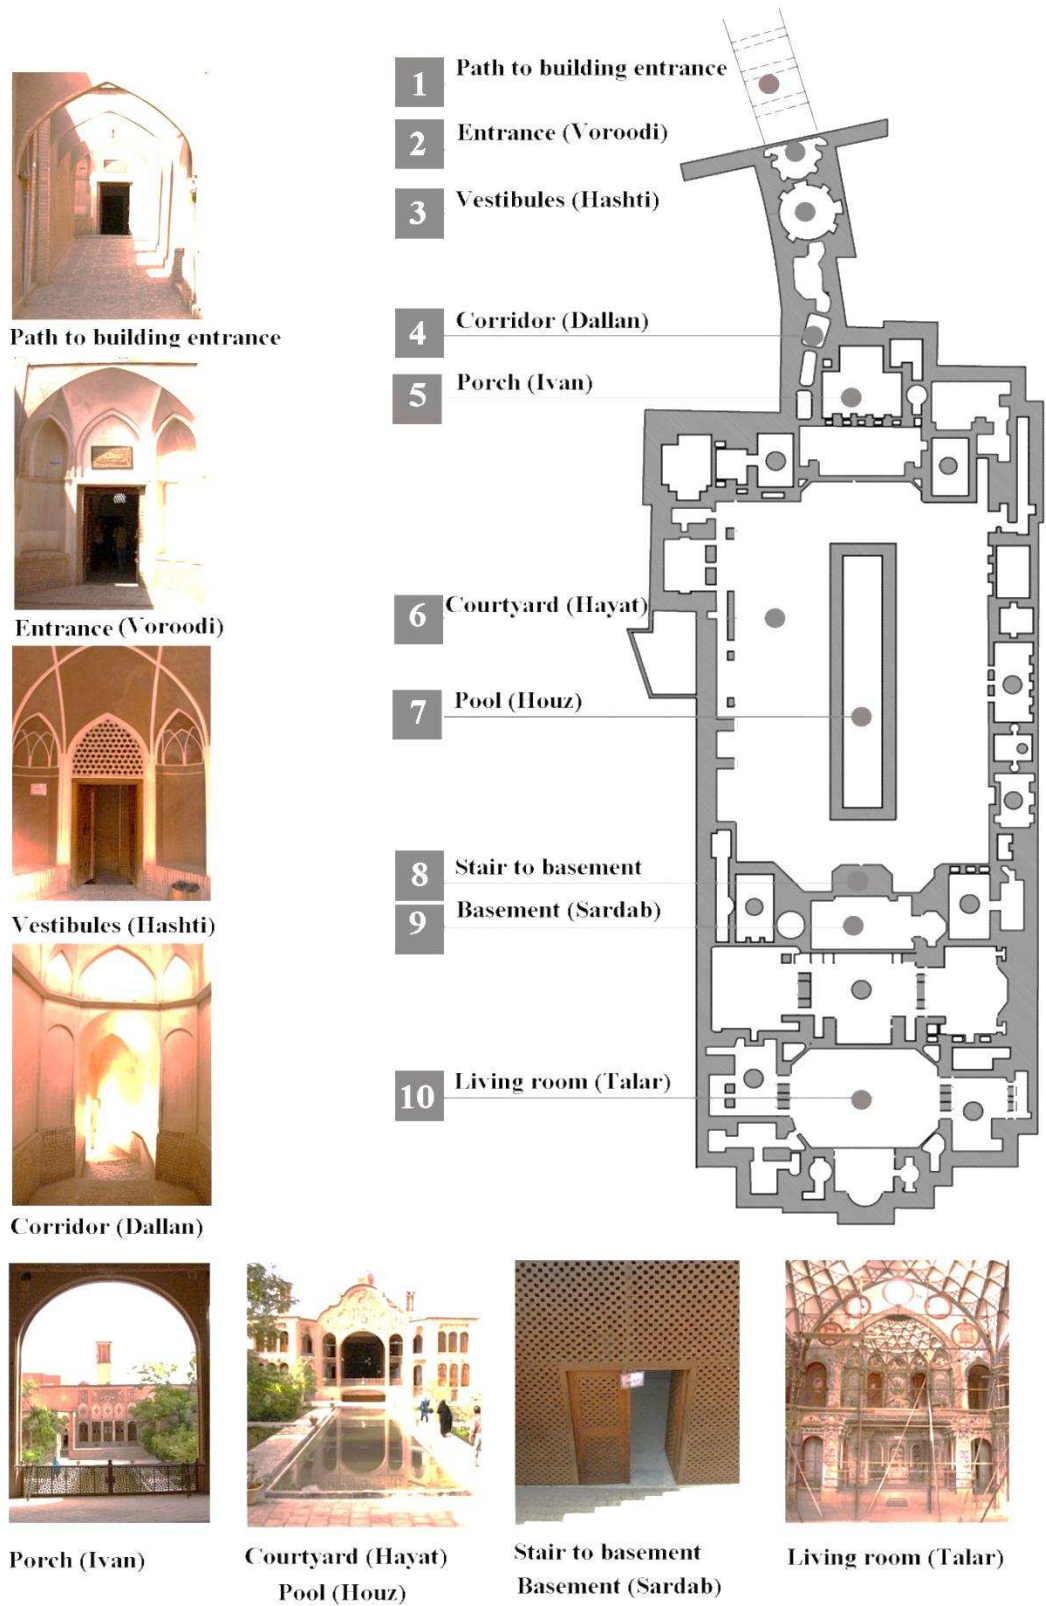 1 Path to building entrance
2 Entrance (Voroodi)
3 Vestibules (Hashti)
4 Corridor (Dallan)
5 Porch (Ivan)
6 Courtyard (Hayat)
7 Pool (Houz)
8 Stair to basement
9 Basement (Sardab)
10 Living room (Talar)
Path to building entrance
Entrance (Voroodi)
Vestibules (Hashti)
Corridor (Dallan)
Porch (Ivan)
Courtyard (Hayat)
Pool (Houz)
Stair to basement
Basement (Sardab)
Living room (Talar)